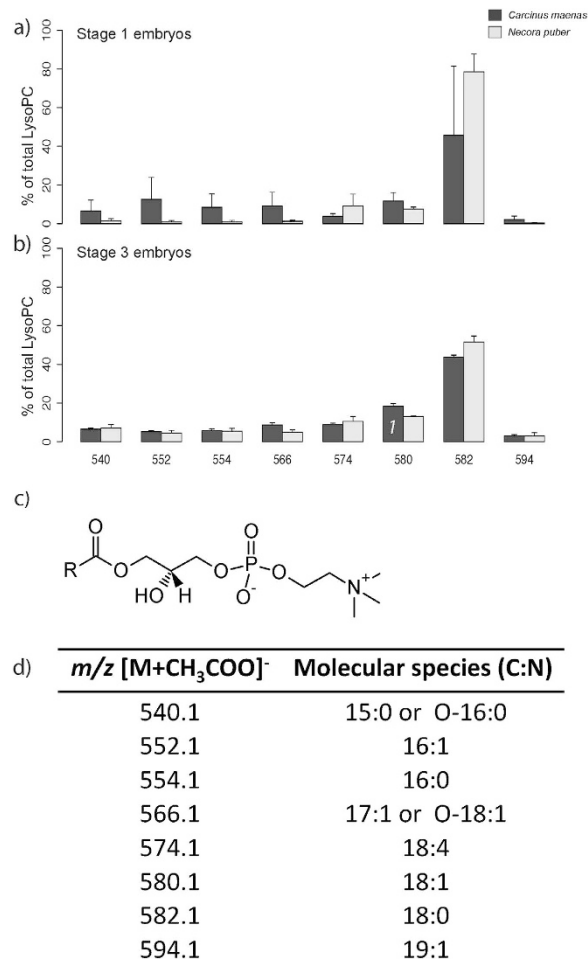 a)
Carcinus maenas
Necora puber
Stage 1 embryos
% of total LysoPC
0 20 40 60 80 100
b)
Stage 3 embryos
% of total LysoPC
0 20 40 60 80 100
1
540 552 554 566 574 580 582 594
c)
O
R
O
HO
H
O
P
O
O-
O
N+
d)
m/z [M+CH3COO]- Molecular species (C:N)
540.1 15:0 or O-16:0
552.1 16:1
554.1 16:0
566.1 17:1 or O-18:1
574.1 18:4
580.1 18:1
582.1 18:0
594.1 19:1